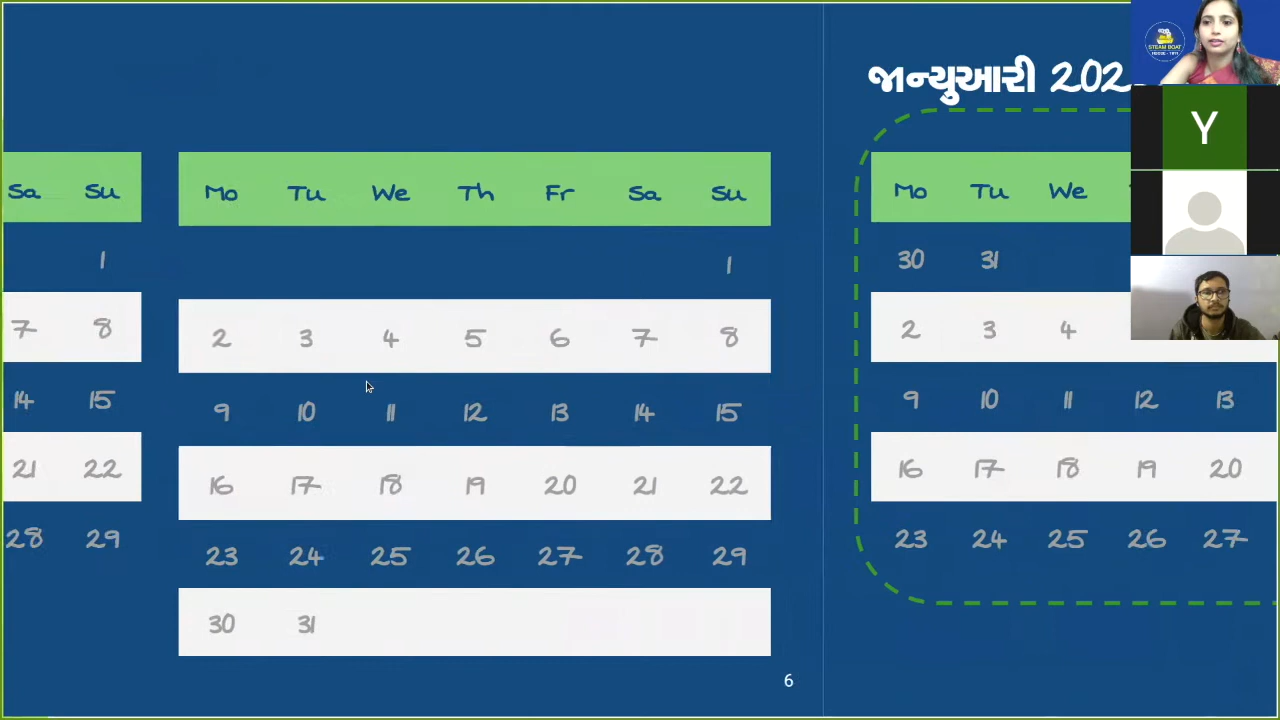 જાન્યુઆરી 202
Sa Su
1
7 8
14 15
21 22
28 29
Mo Tu We Th Fr Sa Su
1
2 3 4 5 6 7 8
9 10 11 12 13 14 15
16 17 18 19 20 21 22
23 24 25 26 27 28 29
30 31
6
Mo Tu We
30 31
2 3 4
9 10 11 12 13
16 17 18 19 20
23 24 25 26 27
STEAM BOAT
Y